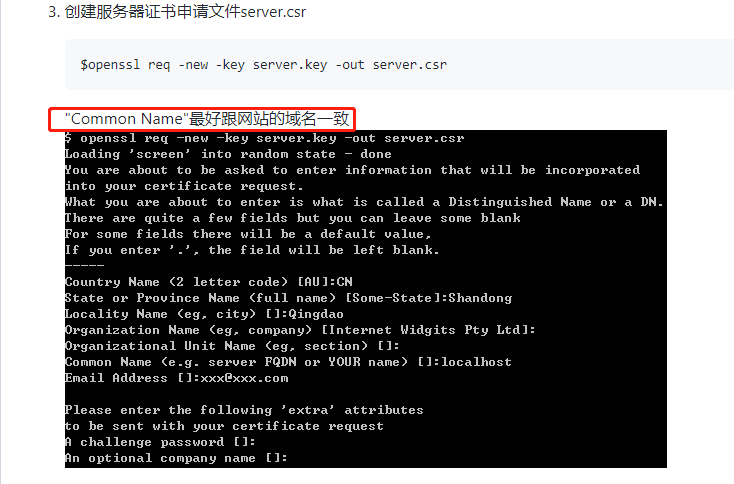 3. 创建服务器证书申请文件server.csr
$openssl req -new -key server.key -out server.csr
"Common Name"最好跟网站的域名一致
$ openssl req -new -key server.key -out server.csr
Loading 'screen' into random state - done
You are about to be asked to enter information that will be incorporated
into your certificate request.
What you are about to enter is what is called a Distinguished Name or a DN.
There are quite a few fields but you can leave some blank
For some fields there will be a default value,
If you enter '.', the field will be left blank.
-----
Country Name (2 letter code) [AU]:CN
State or Province Name (full name) [Some-State]:Shandong
Locality Name (eg, city) []:Qingdao
Organization Name (eg, company) [Internet Widgits Pty Ltd]:
Organizational Unit Name (eg, section) []:
Common Name (e.g. server FQDN or YOUR name) []:localhost
Email Address []:xxx@xxx.com
Please enter the following 'extra' attributes
to be sent with your certificate request
A challenge password []:
An optional company name []: